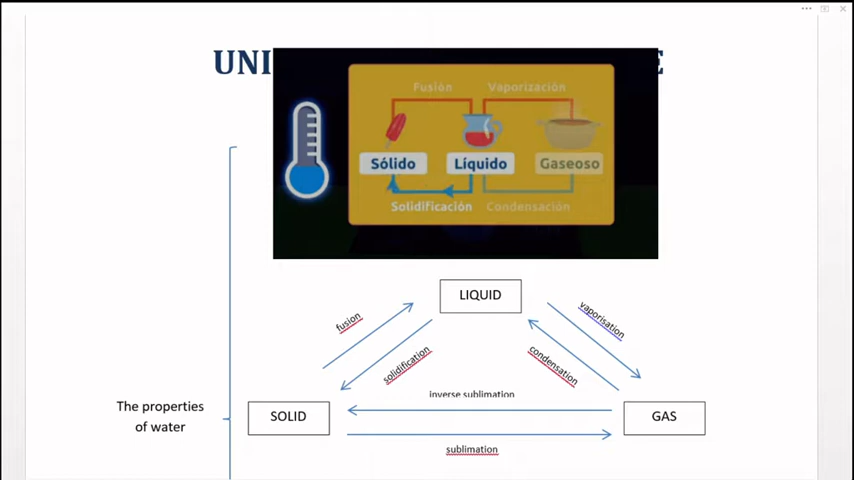 UNI
E
Fusión Vaporización
Sólido Líquido Gaseoso
Solidificación Condensación
LIQUID
fusion
vaporisation
solidification
condensation
inverse sublimation
The properties
of water
SOLID
GAS
sublimation